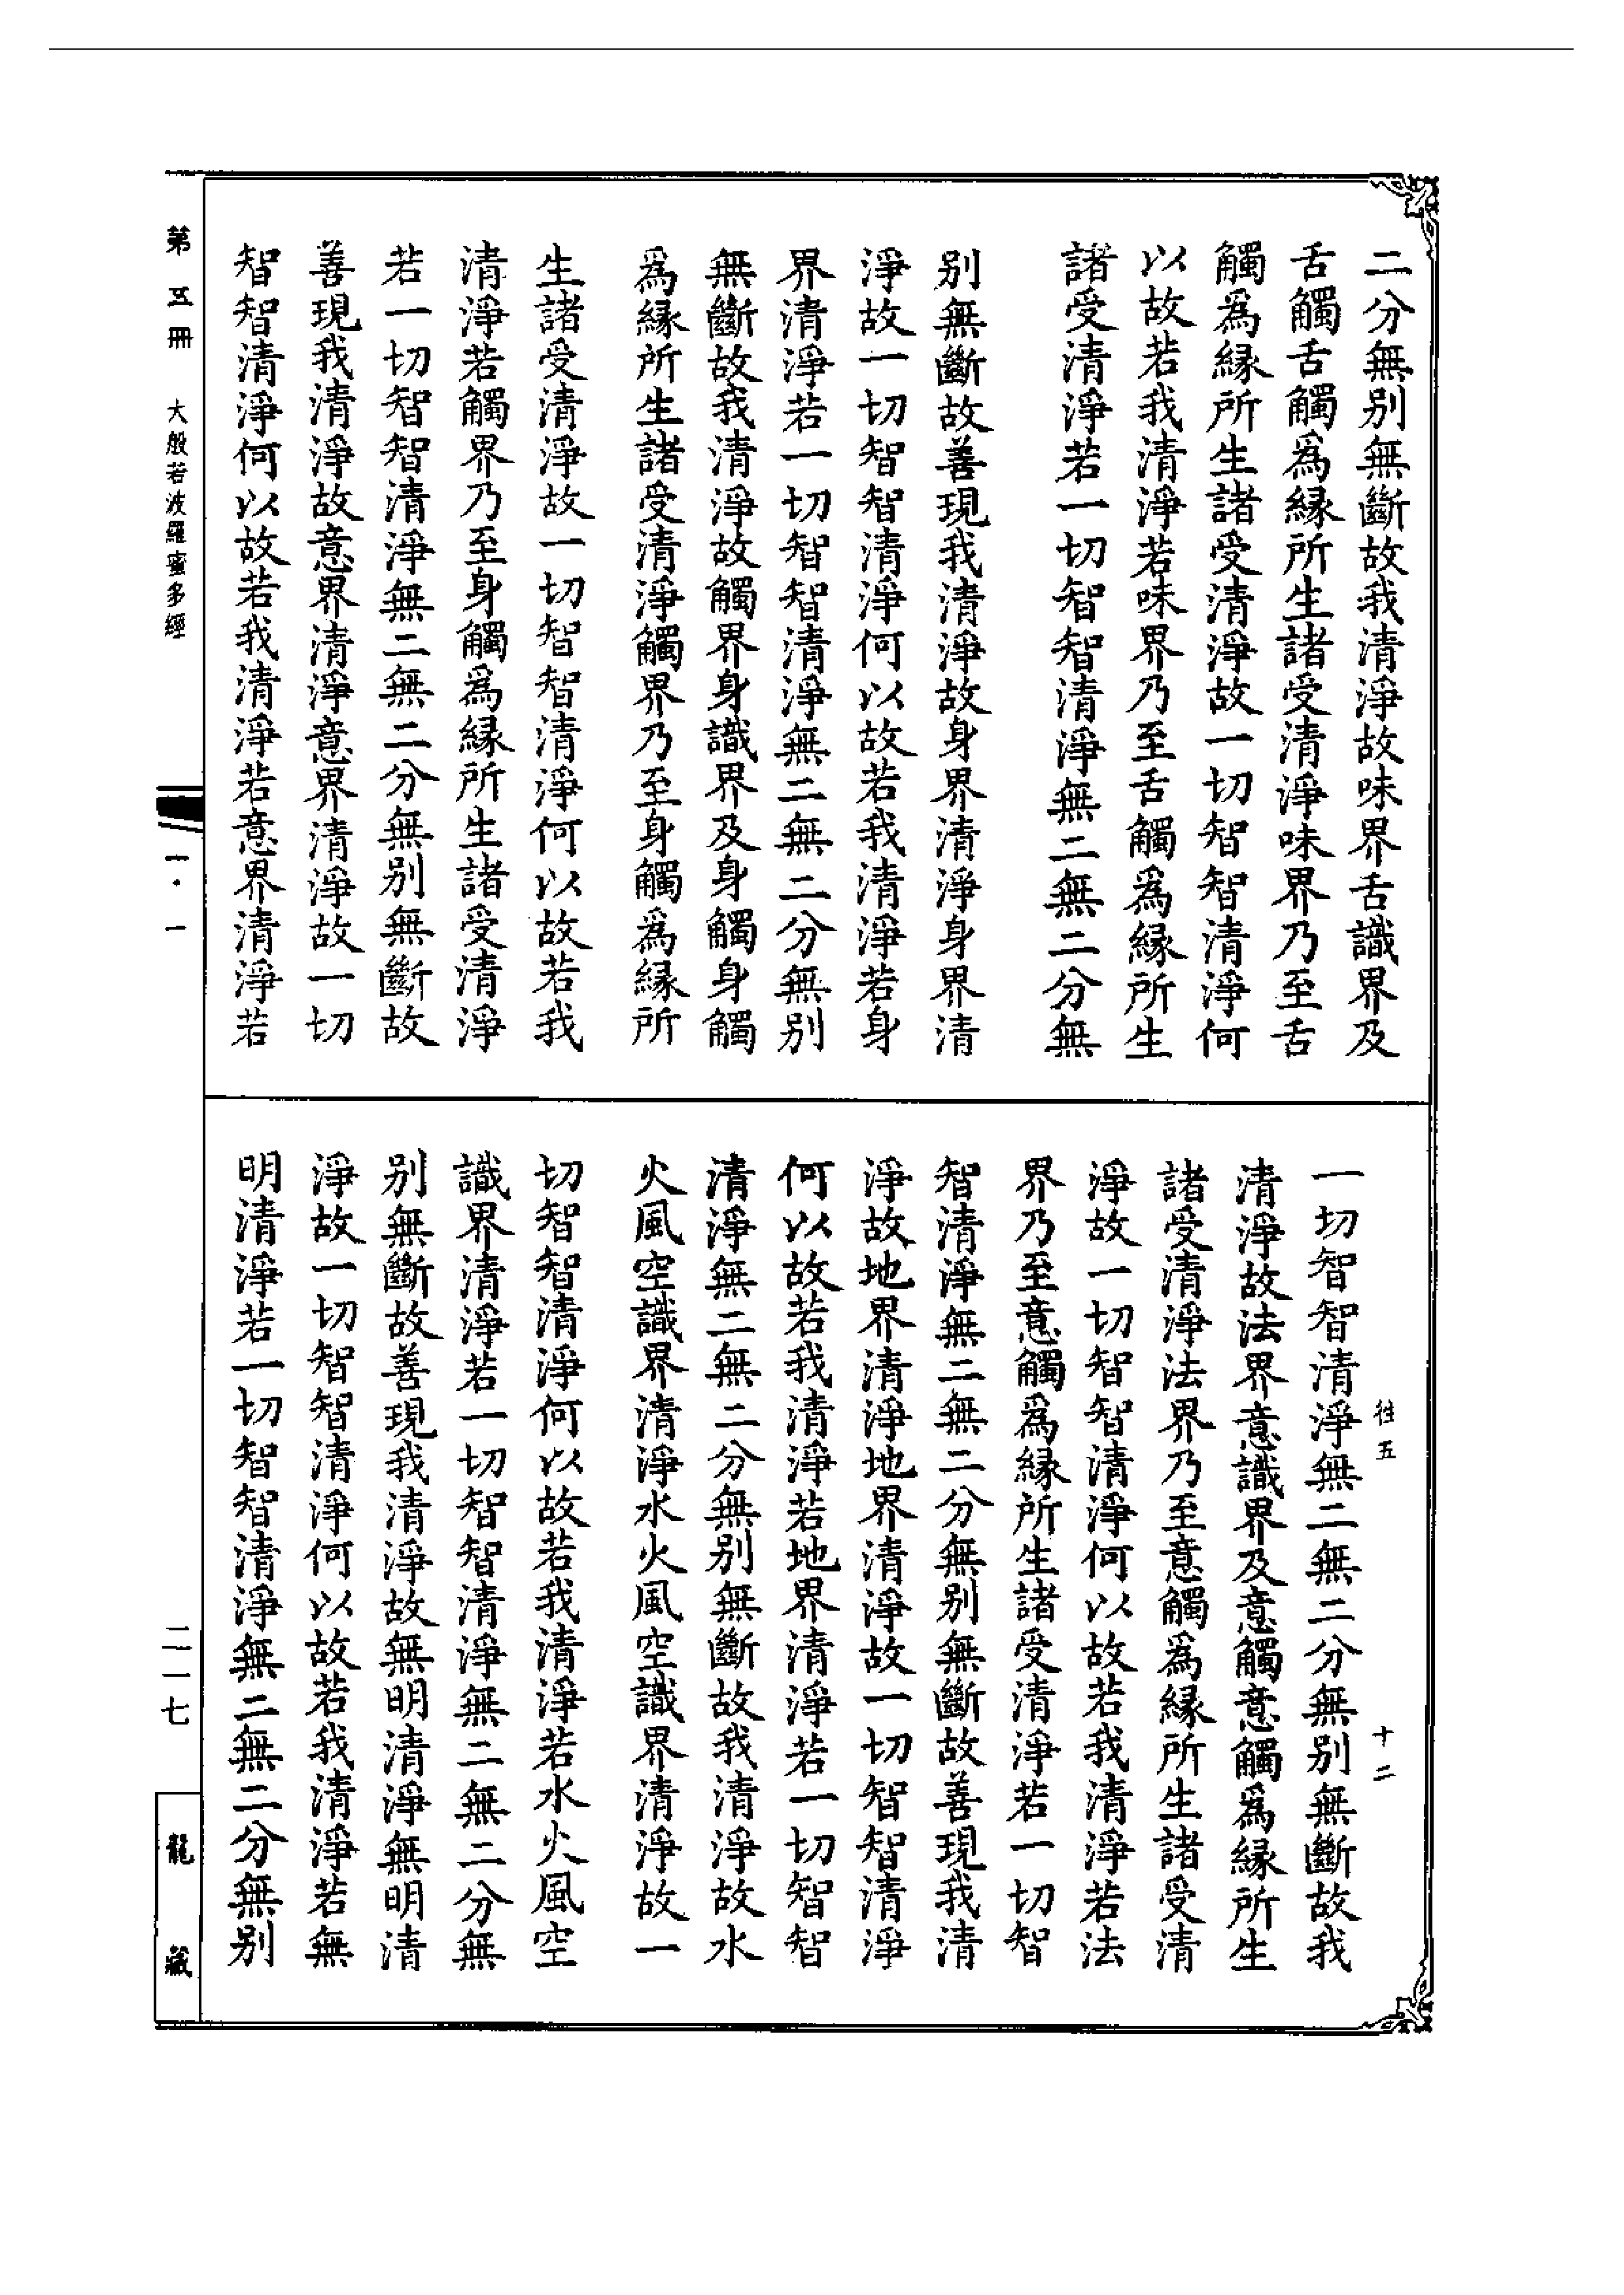 二分無别無斷故我清淨故味界舌識界及
舌觸舌觸爲緣所生諸受清淨味界乃至舌
觸爲緣所生諸受清淨故一切智智清淨何
以故若我清淨若味界乃至舌觸爲緣所生
諸受清淨若一切智智清淨無二無二分無
别無斷故善現我清淨故身界清淨身界清
淨故一切智智清淨何以故若我清淨若身
界清淨若一切智智清淨無二無二分無别
無斷故我清淨故觸界身識界及身觸身觸
爲緣所生諸受清淨觸界乃至身觸爲緣所
生諸受清淨故一切智智清淨何以故若我
清淨若觸界乃至身觸爲緣所生諸受清淨
若一切智智清淨無二無二分無别無斷故
善現我清淨故意界清淨意界清淨故一切
智智清淨何以故若我清淨若意界清淨若
往五
十二
一切智智清淨無二無二分無别無斷故我
清淨故法界意識界及意觸意觸爲緣所生
諸受清淨法界乃至意觸爲緣所生諸受清
淨故一切智智清淨何以故若我清淨若法
界乃至意觸爲緣所生諸受清淨若一切智
智清淨無二無二分無别無斷故善現我清
淨故地界清淨地界清淨故一切智智清淨
何以故若我清淨若地界清淨若一切智智
清淨無二無二分無别無斷故我清淨故水
火風空識界清淨水火風空識界清淨故一
切智智清淨何以故若我清淨若水火風空
識界清淨若一切智智清淨無二無二分無
别無斷故善現我清淨故無明清淨無明清
淨故一切智智清淨何以故若我清淨若無
明清淨若一切智智清淨無二無二分無别
第五冊 大般若波羅蜜多經
一·一
二一七
龍藏